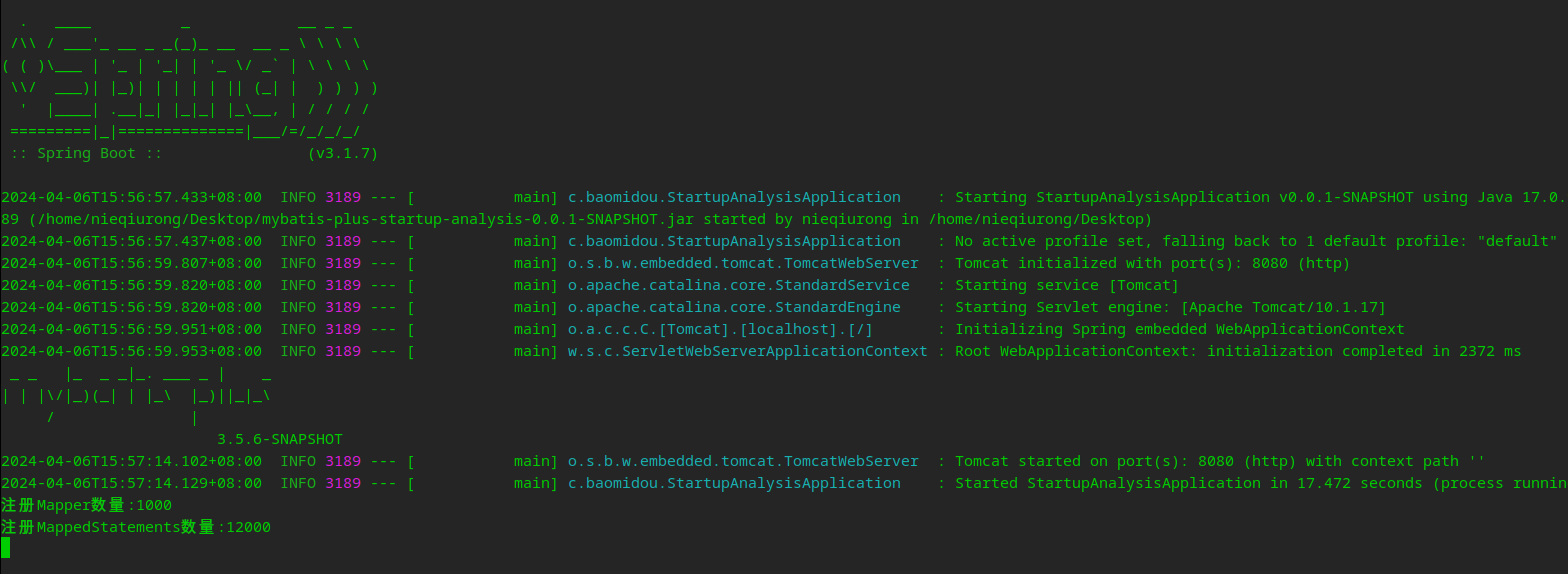 .   ____          _            __ _ _
 /\\ / ___'_ __ _ _(_)_ __  __ _ \ \ \ \
( ( )\___ | '_ | '_| | '_ \/ _` | \ \ \ \
 \\/  ___)| |_)| | | | | || (_| |  ) ) ) )
  '  |____| .__|_| |_|_| |_\__, | / / / /
 =========|_|==============|___/=/_/_/_/
 :: Spring Boot ::                (v3.1.7)
2024-04-06T15:56:57.433+08:00  INFO 3189 --- [           main] c.baomidou.StartupAnalysisApplication    : Starting StartupAnalysisApplication v0.0.1-SNAPSHOT using Java 17.0.
89 (/home/nieqiurong/Desktop/mybatis-plus-startup-analysis-0.0.1-SNAPSHOT.jar started by nieqiurong in /home/nieqiurong/Desktop)
2024-04-06T15:56:57.437+08:00  INFO 3189 --- [           main] c.baomidou.StartupAnalysisApplication    : No active profile set, falling back to 1 default profile: "default"
2024-04-06T15:56:59.807+08:00  INFO 3189 --- [           main] o.s.b.w.embedded.tomcat.TomcatWebServer  : Tomcat initialized with port(s): 8080 (http)
2024-04-06T15:56:59.820+08:00  INFO 3189 --- [           main] o.apache.catalina.core.StandardService   : Starting service [Tomcat]
2024-04-06T15:56:59.820+08:00  INFO 3189 --- [           main] o.apache.catalina.core.StandardEngine    : Starting Servlet engine: [Apache Tomcat/10.1.17]
2024-04-06T15:56:59.951+08:00  INFO 3189 --- [           main] o.a.c.c.C.[Tomcat].[localhost].[/]       : Initializing Spring embedded WebApplicationContext
2024-04-06T15:56:59.953+08:00  INFO 3189 --- [           main] w.s.c.ServletWebServerApplicationContext : Root WebApplicationContext: initialization completed in 2372 ms
 _ _   |_  _ _|_. ___ _ |    _
| | |\/|_)(_| | |_\  |_)||_|_\
     /               |
                        3.5.6-SNAPSHOT
2024-04-06T15:57:14.102+08:00  INFO 3189 --- [           main] o.s.b.w.embedded.tomcat.TomcatWebServer  : Tomcat started on port(s): 8080 (http) with context path ''
2024-04-06T15:57:14.129+08:00  INFO 3189 --- [           main] c.baomidou.StartupAnalysisApplication    : Started StartupAnalysisApplication in 17.472 seconds (process runnin
注册Mapper数量:1000
注册MappedStatements数量:12000